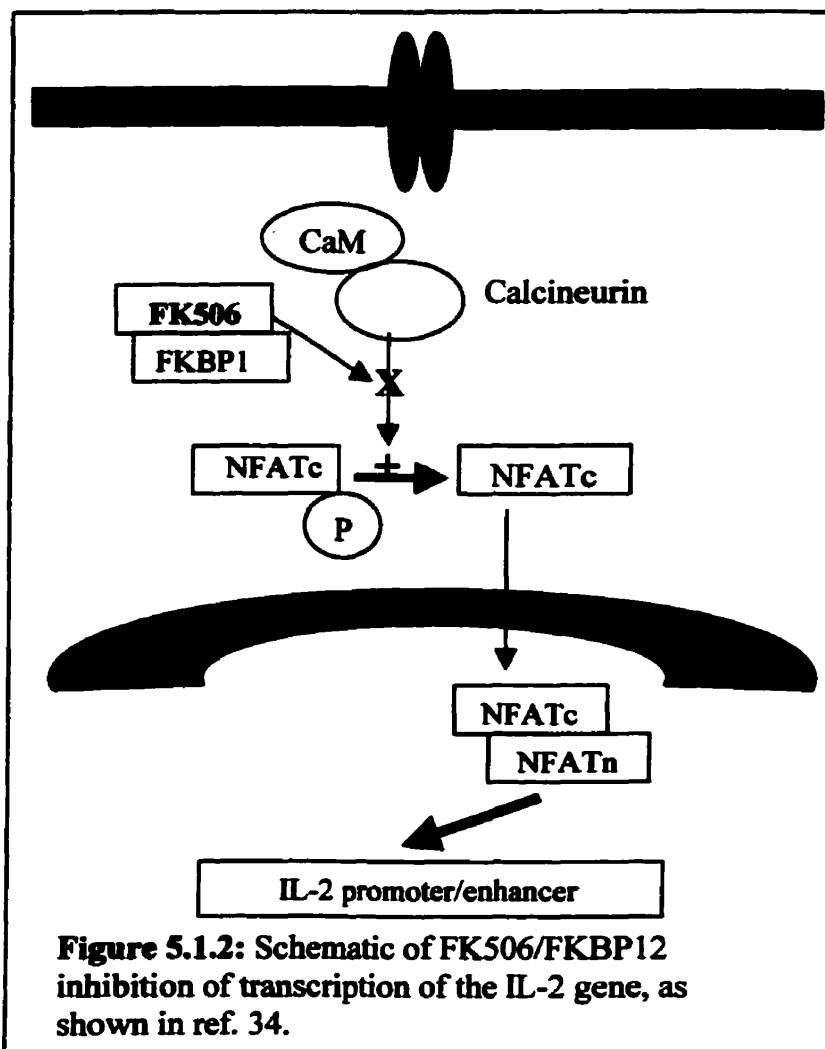 CaM
Calcineurin
FK506
FKBP1
X
+
NFATc
NFATc
P
NFATc
NFATn
IL-2 promoter/enhancer
Figure 5.1.2: Schematic of FK506/FKBP12
inhibition of transcription of the IL-2 gene, as
shown in ref. 34.